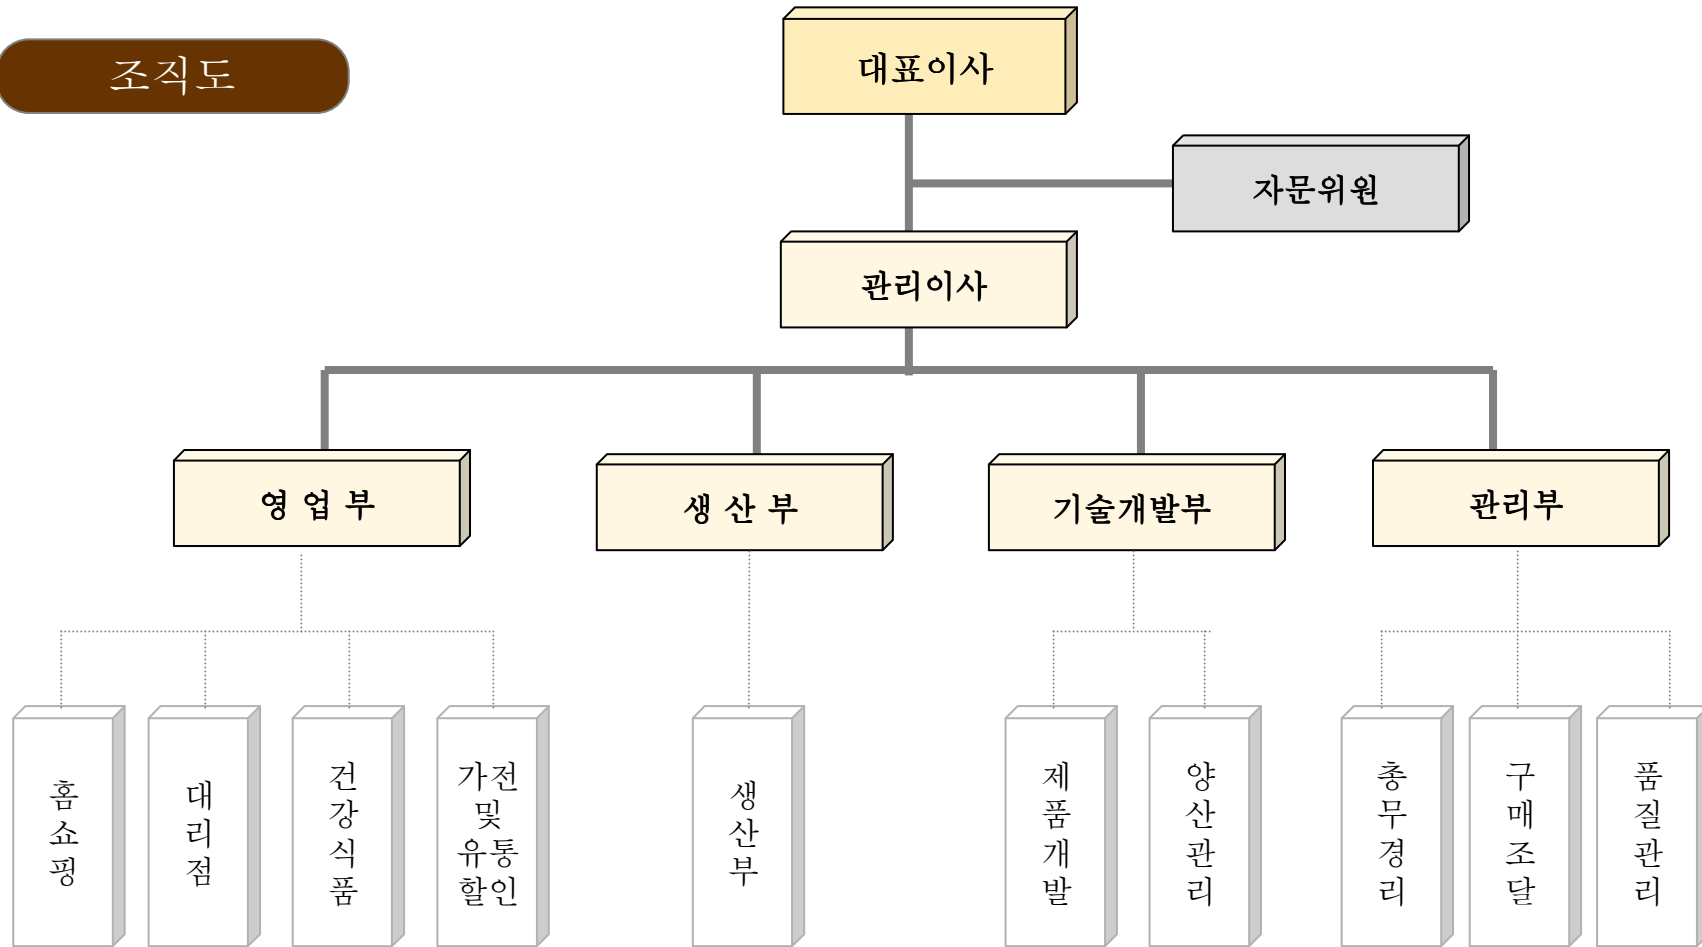 조직도
대표이사
자문위원
관리이사
영 업 부
생 산 부
기술개발부
관리부
홈
쇼
핑
대
리
점
건
강
식
품
가전
및
유통
할인
생
산
부
제
품
개
발
양
산
관
리
총
무
경
리
구
매
조
달
품
질
관
리